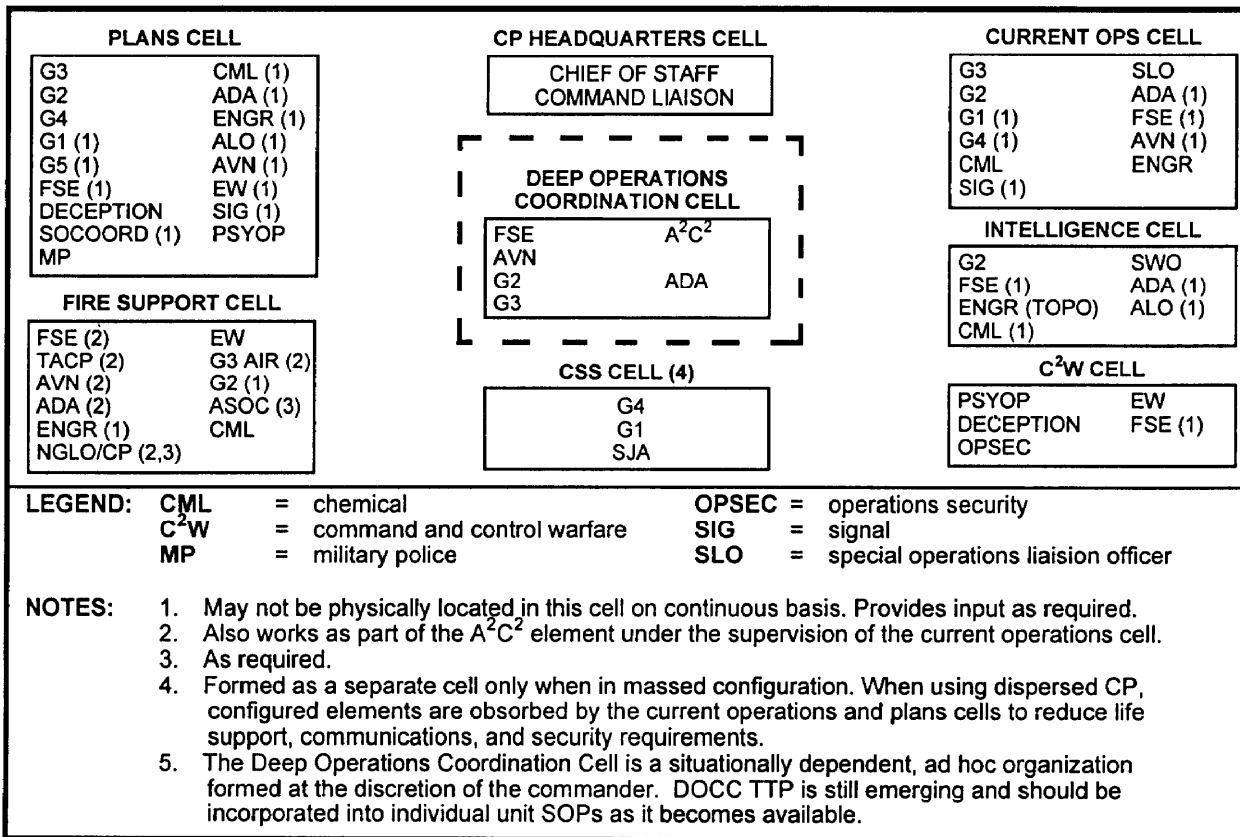 PLANS CELL
G3 CML (1)
G2 ADA (1)
G4 ENGR (1)
G1 (1) ALO (1)
G5 (1) AVN (1)
FSE (1) EW (1)
DECEPTION SIG (1)
SOCOORD (1) PSYOP
MP
FIRE SUPPORT CELL
FSE (2) EW
TACP (2) G3 AIR (2)
AVN (2) G2 (1)
ADA (2) ASOC (3)
ENGR (1) CML
NGLO/CP (2,3)
CP HEADQUARTERS CELL
CHIEF OF STAFF
COMMAND LIAISON
DEEP OPERATIONS
COORDINATION CELL
FSE A²C²
AVN
G2 ADA
G3
CSS CELL (4)
G4
G1
SJA
CURRENT OPS CELL
G3 SLO
G2 ADA (1)
G1 (1) FSE (1)
G4 (1) AVN (1)
CML ENGR
SIG (1)
INTELLIGENCE CELL
G2 SWO
FSE (1) ADA (1)
ENGR (TOPO) ALO (1)
CML (1)
C²W CELL
PSYOP EW
DECEPTION FSE (1)
OPSEC
LEGEND: CML = chemical OPSEC = operations security
C²W = command and control warfare SIG = signal
MP = military police SLO = special operations liaision officer
NOTES: 1. May not be physically located in this cell on continuous basis. Provides input as required.
2. Also works as part of the A²C² element under the supervision of the current operations cell.
3. As required.
4. Formed as a separate cell only when in massed configuration. When using dispersed CP,
configured elements are absorbed by the current operations and plans cells to reduce life
support, communications, and security requirements.
5. The Deep Operations Coordination Cell is a situationally dependent, ad hoc organization
formed at the discretion of the commander. DOCC TTP is still emerging and should be
incorporated into individual unit SOPs as it becomes available.